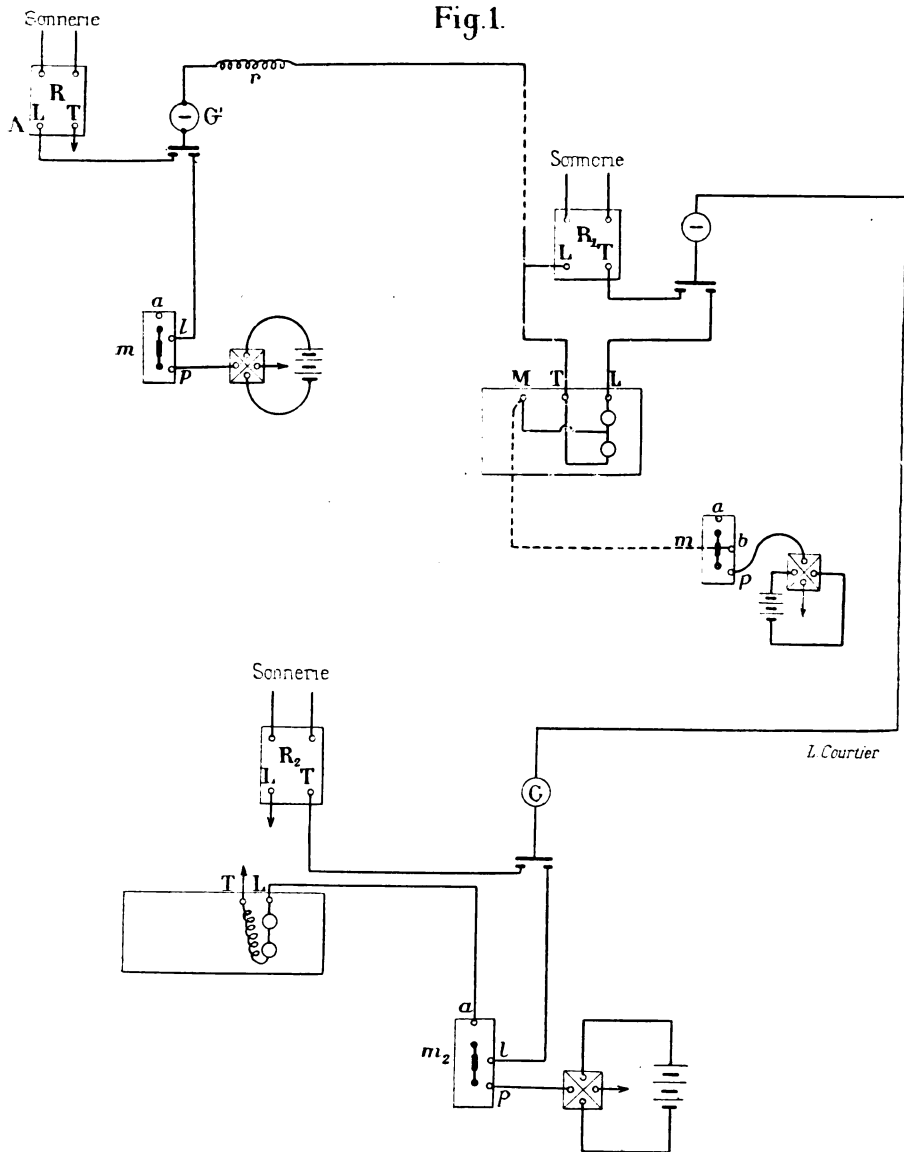 Fig.1.
Sonnerie
R
L T
A
G'
r
Sonnerie
R₁
L T
a
l
m
p
M T L
a
m b
p
Sonnerie
R₂
L T
L. Courtier
G
T L
a
m₂ l
p